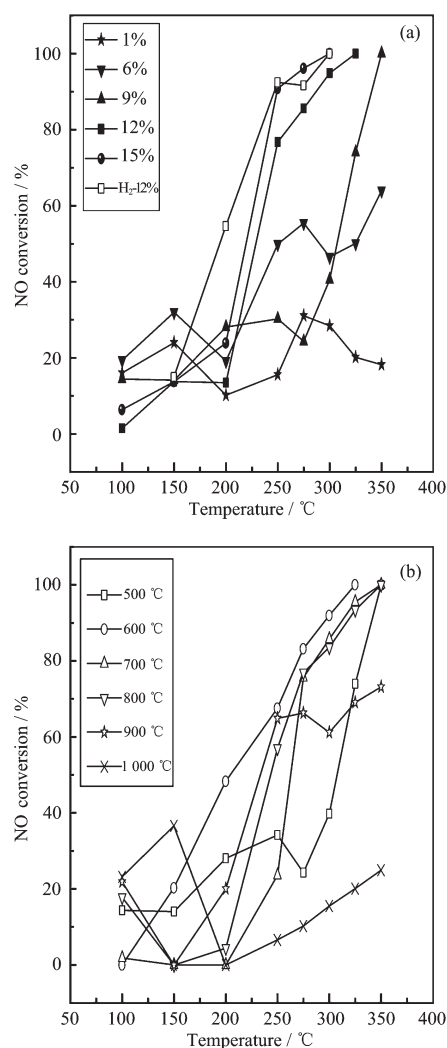 (a)
1%
6%
9%
12%
15%
H₂-12%
NO conversion / %
100
80
60
40
20
0
50 100 150 200 250 300 350 400
Temperature / ℃
(b)
500 ℃
600 ℃
700 ℃
800 ℃
900 ℃
1 000 ℃
NO conversion / %
100
80
60
40
20
0
50 100 150 200 250 300 350 400
Temperature / ℃